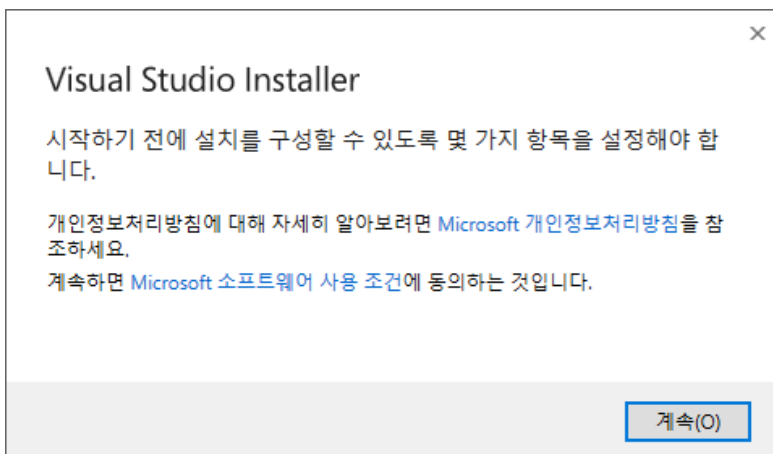 Visual Studio Installer
시작하기 전에 설치를 구성할 수 있도록 몇 가지 항목을 설정해야 합
니다.
개인정보처리방침에 대해 자세히 알아보려면 Microsoft 개인정보처리방침을 참
조하세요.
계속하면 Microsoft 소프트웨어 사용 조건에 동의하는 것입니다.
계속(O)